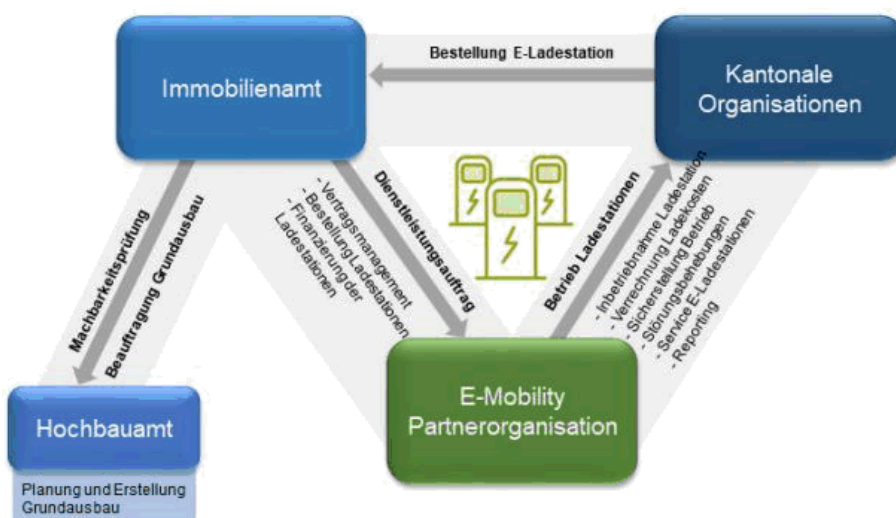 Bestellung E-Ladestation
Immobilienamt
Kantonale
Organisationen
Machbarkeitsprüfung
Beauftragung Grundausbau
Dienstleistungsauftrag
- Vertragsmanagement
- Bestellung Ladestationen
- Finanzierung der
Ladestationen
Betrieb Ladestationen
- Inbetriebnahme Ladestation
- Verrechnung Ladekosten
- Sicherstellung Betrieb
- Störungsbehebungen
- Service E-Ladestationen
- Reporting
Hochbauamt
Planung und Erstellung
Grundausbau
E-Mobility
Partnerorganisation